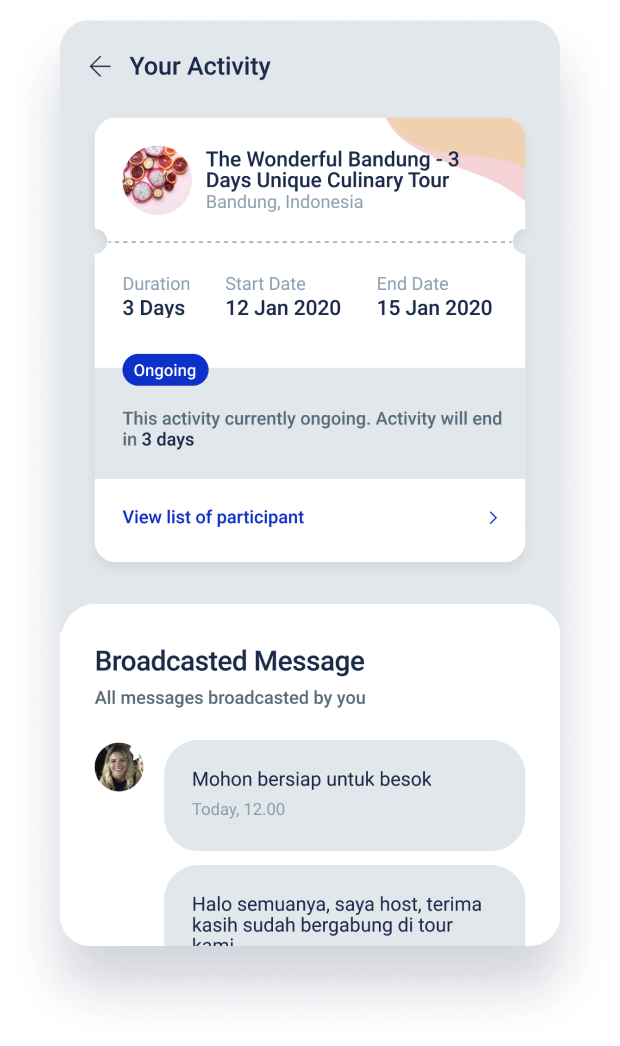 Your Activity
The Wonderful Bandung - 3
Days Unique Culinary Tour
Bandung, Indonesia
Duration
3 Days
Start Date
12 Jan 2020
End Date
15 Jan 2020
Ongoing
This activity currently ongoing. Activity will end
in 3 days
View list of participant
Broadcasted Message
All messages broadcasted by you
Mohon bersiap untuk besok
Today, 12.00
Halo semuanya, saya host, terima
kasih sudah bergabung di tour
kami